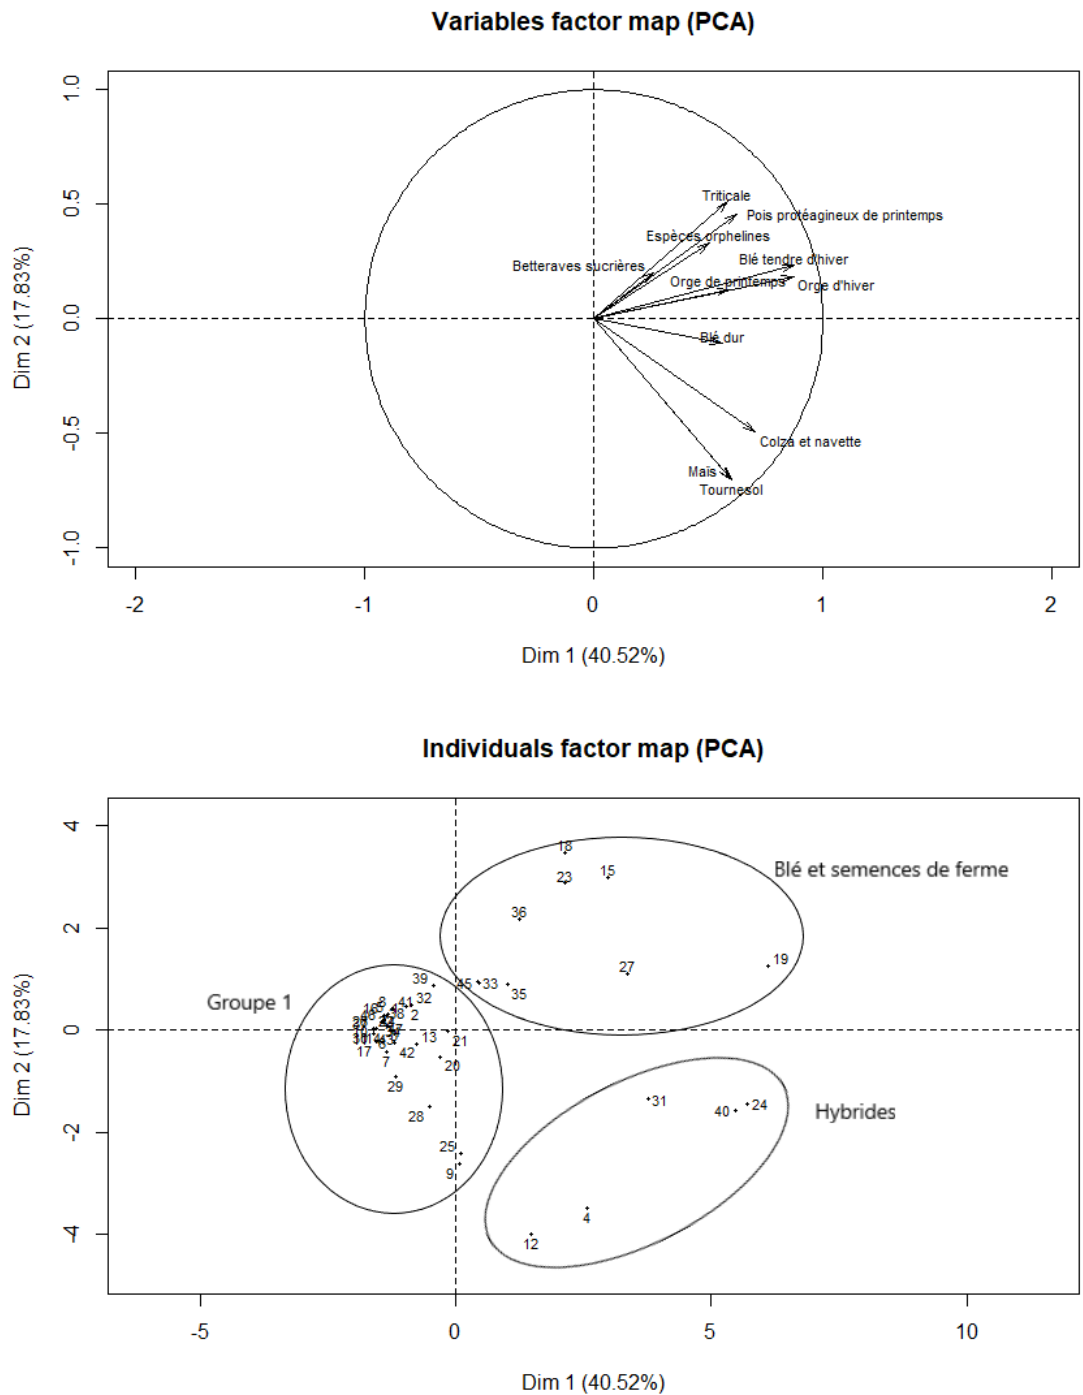 Variables factor map (PCA)
1.0
0.5
0.0
-0.5
-1.0
Dim 2 (17.83%)
Triticale
Pois protéagineux de printemps
Espèces orphelines
Blé tendre d'hiver
Betteraves sucrières
Orge de printemps
Orge d'hiver
Blé dur
Colza et navette
Maïs
Tournesol
-2 -1 0 1 2
Dim 1 (40.52%)
Individuals factor map (PCA)
4
2
0
-2
-4
Dim 2 (17.83%)
18
15
23
Blé et semences de ferme
36
27
19
39
45
33
35
Groupe 1
8
41
32
38
2
13
21
17
7
42
20
29
28
31
40
24
Hybrides
25
9
4
12
-5 0 5 10
Dim 1 (40.52%)